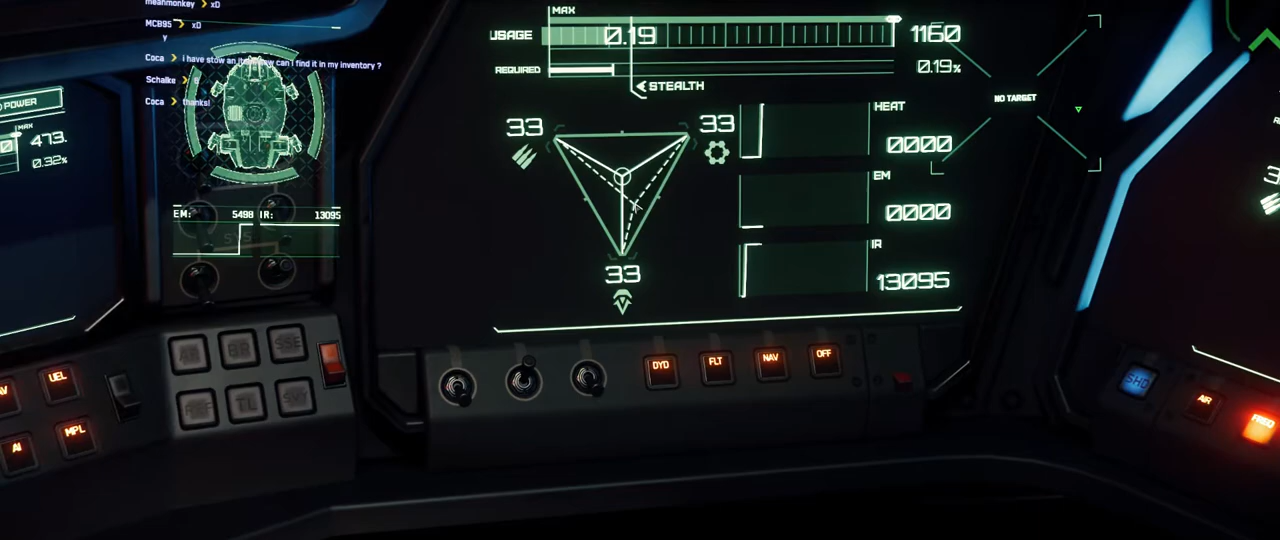 meanmonkey > xD
MCB95 > xD
y
Coca > i have stow an can i find it in my inventory ?
Schalke >
Coca > thanks!
POWER
MAX
473.
0.32%
EM: 5498 IR: 13095
MAX
USAGE 0.19 1160
REQUIRED 0.19%
STEALTH
NO TARGET
33 33
33
HEAT
0000
EM
0000
IR
13095
BR SSE
TL SVY
UEL
AI MPL
DYD FLT NAV OFF
SHD AIR FREQ